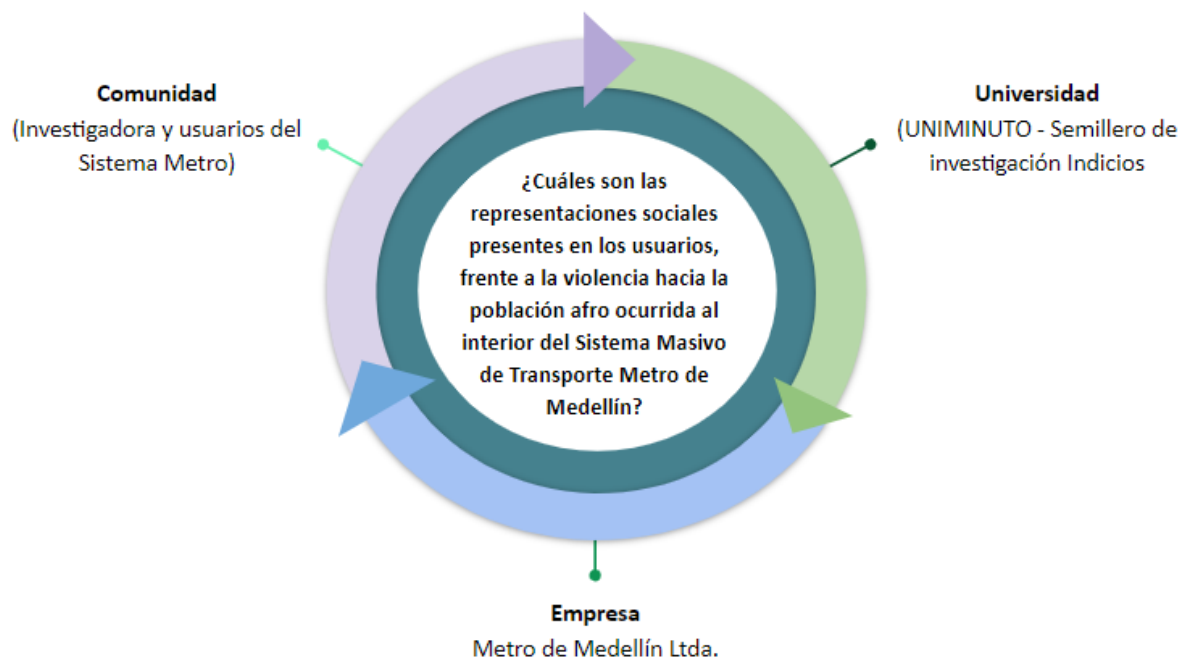 Comunidad
(Investigadora y usuarios del
Sistema Metro)
Universidad
(UNIMINUTO - Semillero de
investigación Indicios
¿Cuáles son las
representaciones sociales
presentes en los usuarios,
frente a la violencia hacia la
población afro ocurrida al
interior del Sistema Masivo
de Transporte Metro de
Medellín?
Empresa
Metro de Medellín Ltda.